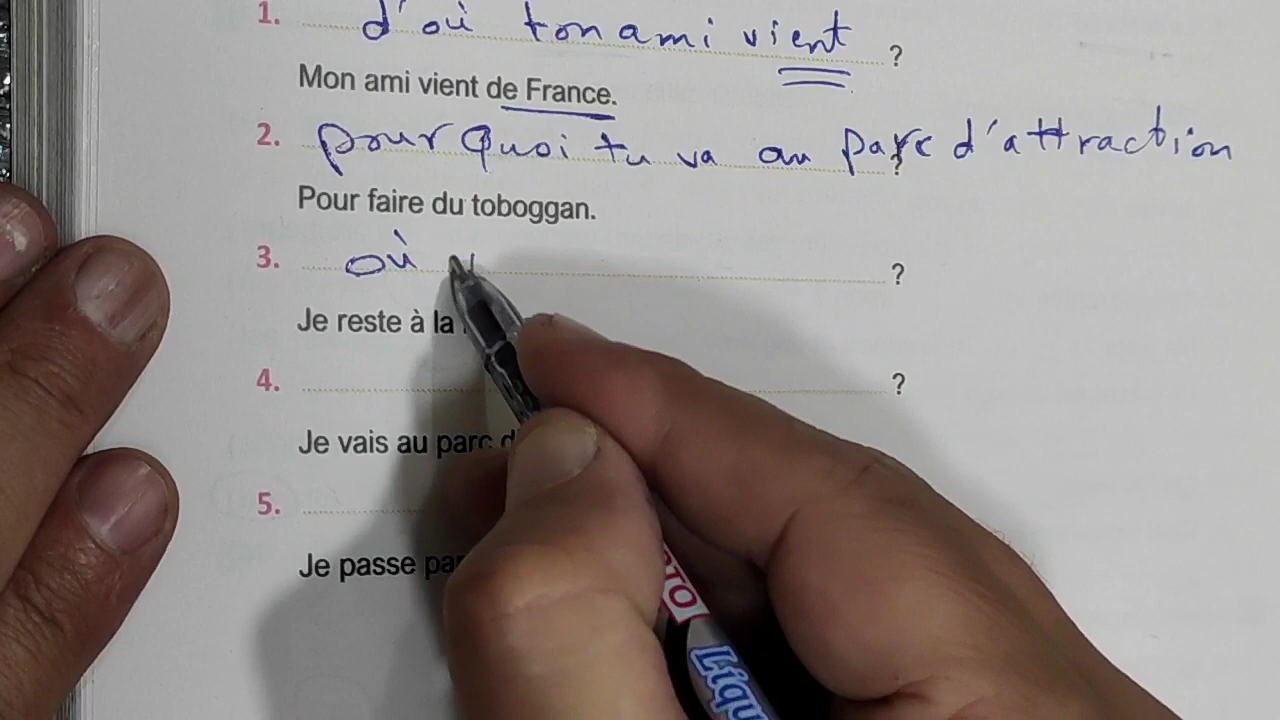 1. d'où ton ami vient ?
Mon ami vient de France.
2. pourquoi tu va au parc d'attraction ?
Pour faire du toboggan.
3. où ?
Je reste à la
4. ?
Je vais au parc
5.
Je passe